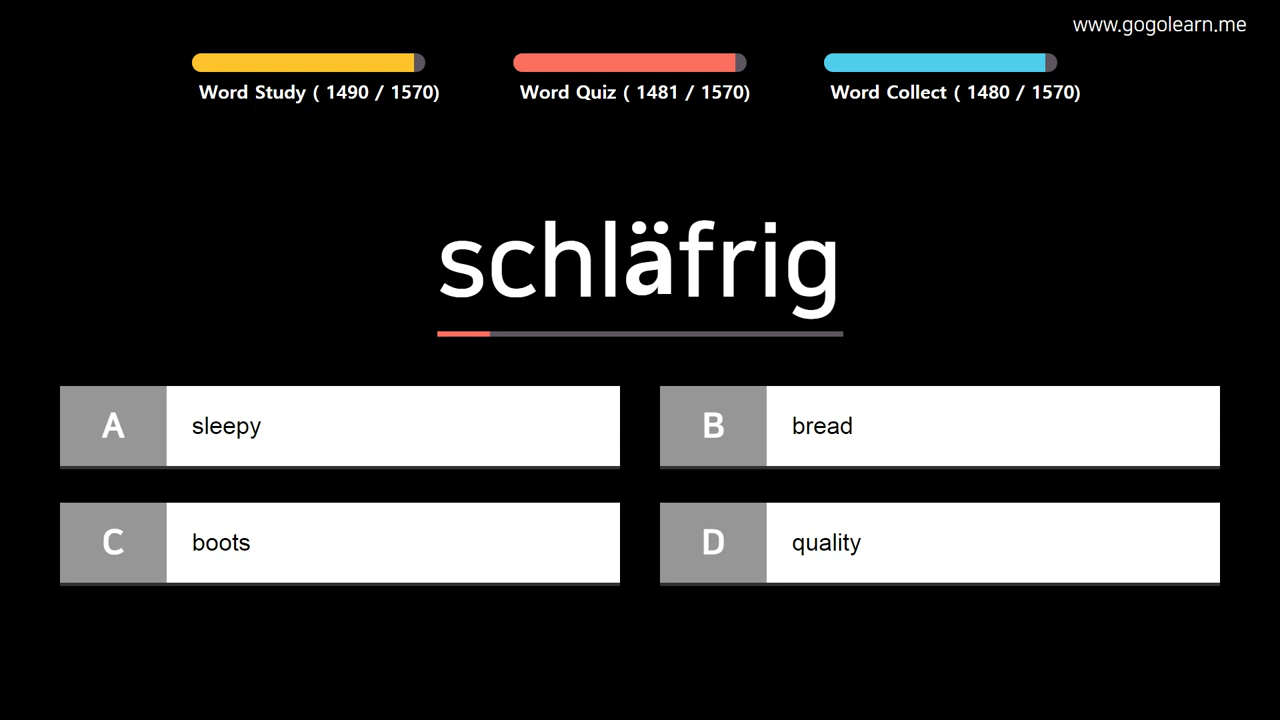 www.gogolearn.me
Word Study ( 1490 / 1570)
Word Quiz ( 1481 / 1570)
Word Collect ( 1480 / 1570)
schläfrig
A sleepy
B bread
C boots
D quality